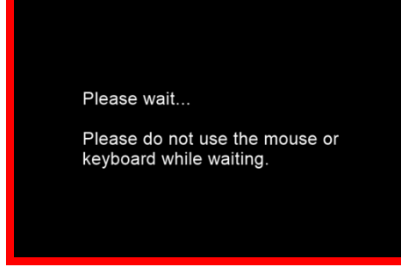 Please wait...
Please do not use the mouse or
keyboard while waiting.